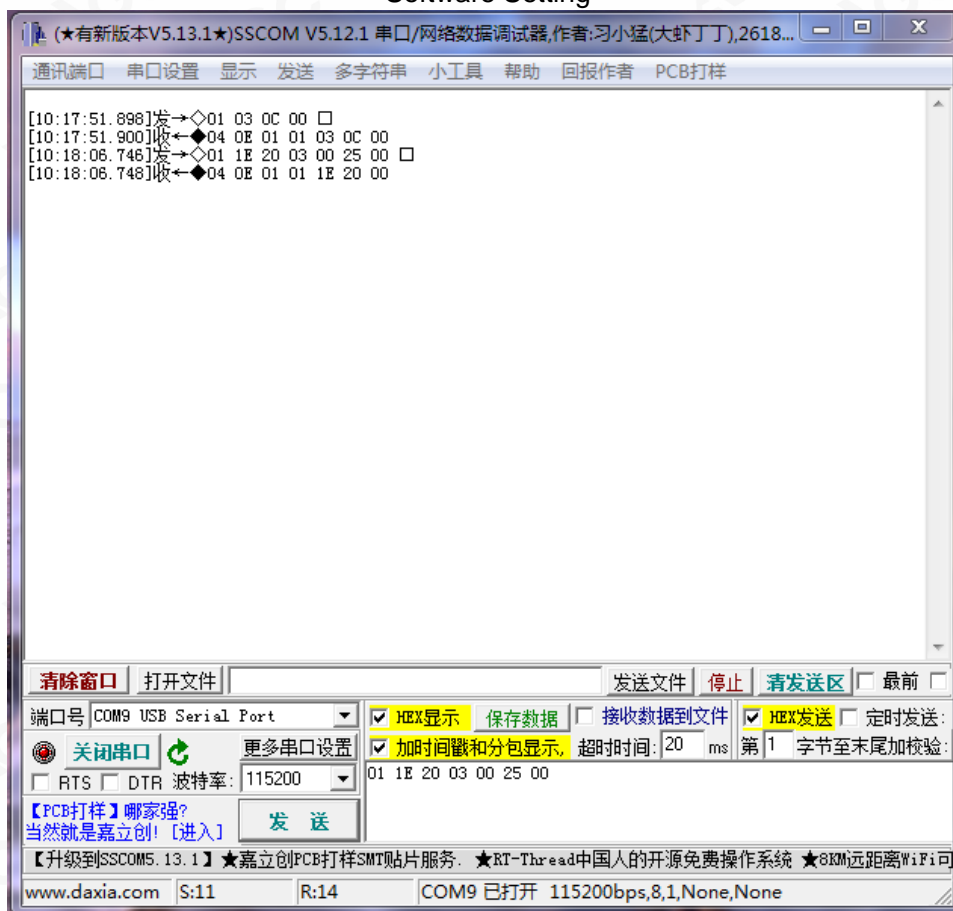 Software Setting
(★有新版本V5.13.1★)SSCOM V5.12.1 串口/网络数据调试器,作者:习小猛(大虾丁丁),2618...
通讯端口 串口设置 显示 发送 多字符串 小工具 帮助 回报作者 PCB打样
[10:17:51.898]发→◇01 03 0C 00 □
[10:17:51.900]收←◆04 0E 01 01 03 0C 00
[10:18:06.746]发→◇01 1E 20 03 00 25 00 □
[10:18:06.748]收←◆04 0E 01 01 1E 20 00
清除窗口 打开文件 发送文件 停止 清发送区 最前
端口号 COM9 USB Serial Port HEX显示 保存数据 接收数据到文件 HEX发送 定时发送:
关闭串口 更多串口设置 加时间戳和分包显示, 超时时间: 20 ms 第 1 字节至末尾加校验:
RTS DTR 波特率: 115200
01 1E 20 03 00 25 00
【PCB打样】哪家强?
当然就是嘉立创! [进入]
发 送
【升级到SSCOM5.13.1】★嘉立创PCB打样SMT贴片服务. ★RT-Thread中国人的开源免费操作系统 ★8KM远距离WiFi可
www.daxia.com S:11 R:14 COM9 已打开 115200bps,8,1,None,None